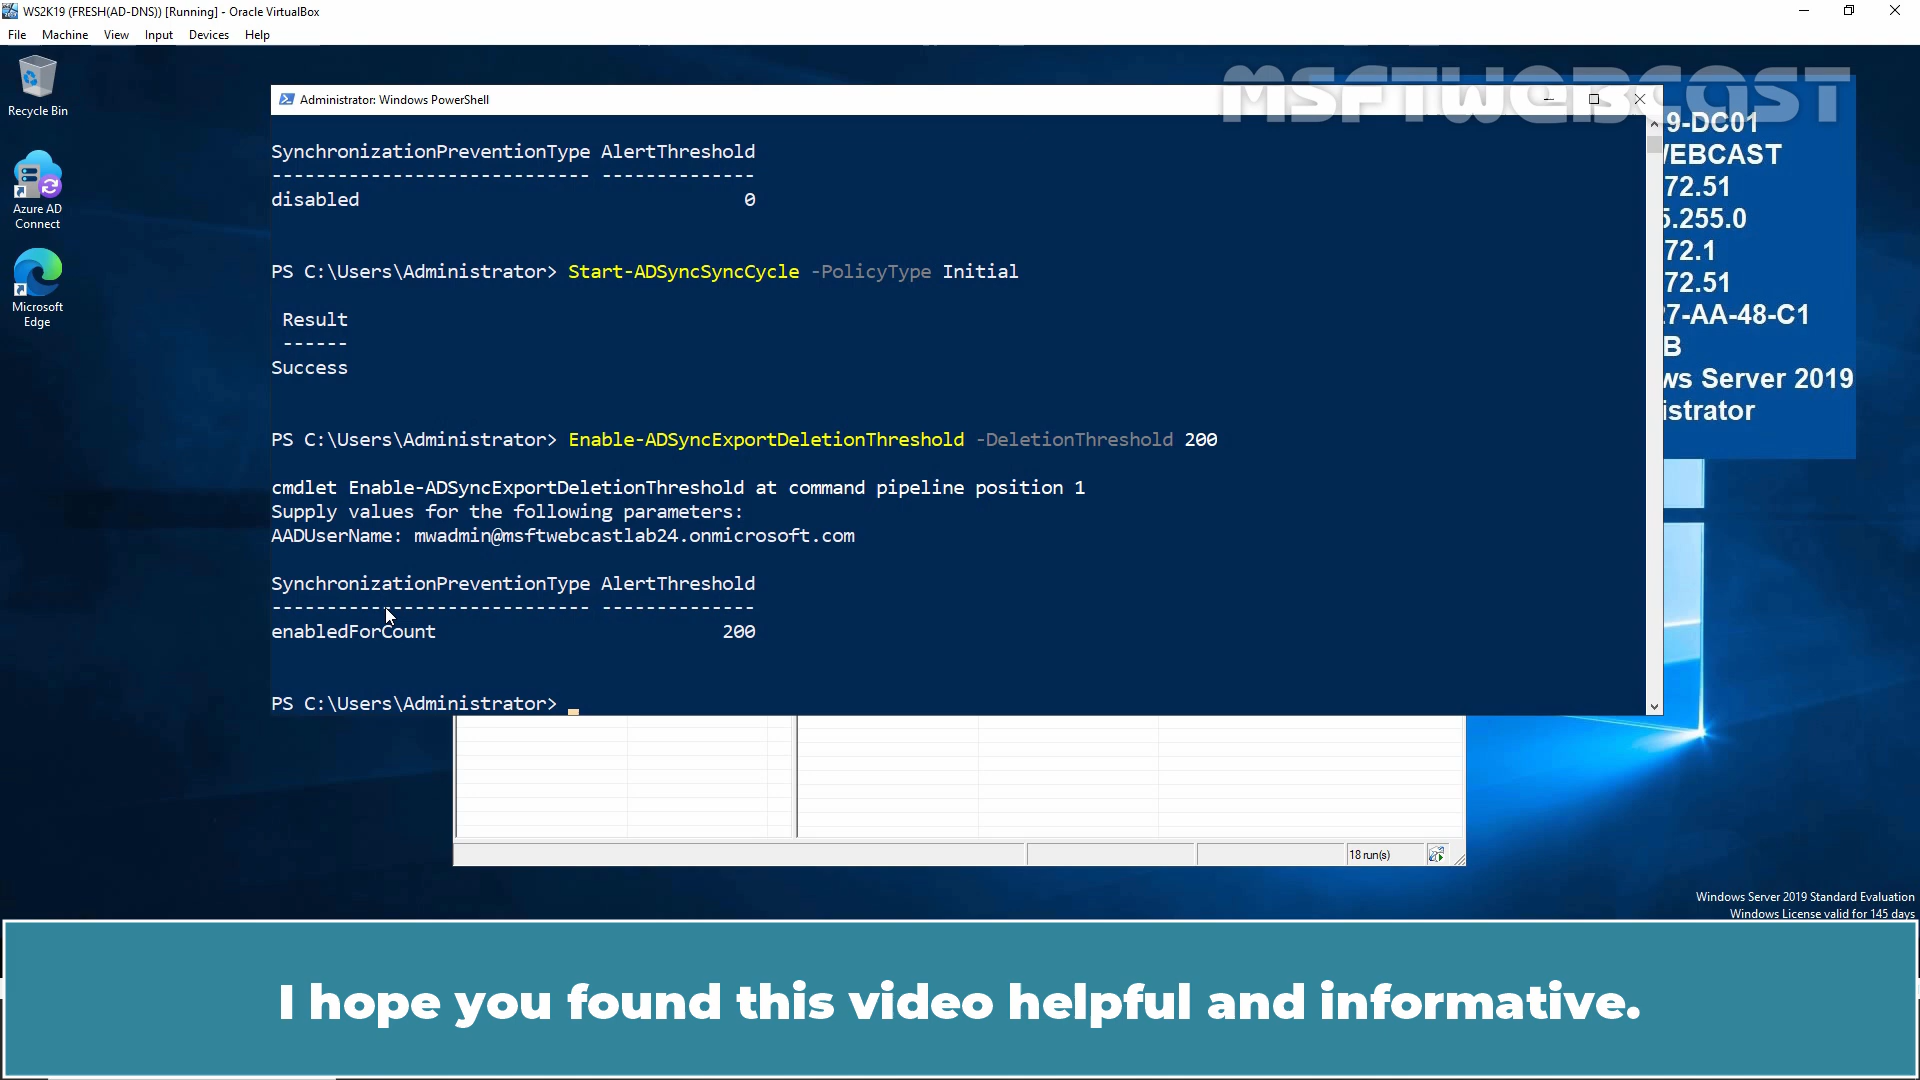 WS2K19 (FRESH(AD-DNS)) [Running] - Oracle VirtualBox
File Machine View Input Devices Help
MSFTWEBCAST
Recycle Bin
Azure AD
Connect
Microsoft
Edge
Administrator: Windows PowerShell
SynchronizationPreventionType AlertThreshold
----------------------------- --------------
disabled 0
PS C:\Users\Administrator> Start-ADSyncSyncCycle -PolicyType Initial
Result
------
Success
PS C:\Users\Administrator> Enable-ADSyncExportDeletionThreshold -DeletionThreshold 200
cmdlet Enable-ADSyncExportDeletionThreshold at command pipeline position 1
Supply values for the following parameters:
AADUserName: mwadmin@msftwebcastlab24.onmicrosoft.com
SynchronizationPreventionType AlertThreshold
----------------------------- --------------
enabledForCount 200
PS C:\Users\Administrator>
9-DC01
EBCAST
72.51
5.255.0
72.1
72.51
27-AA-48-C1
B
ws Server 2019
istrator
18 run(s)
Windows Server 2019 Standard Evaluation
Windows License valid for 145 days
I hope you found this video helpful and informative.